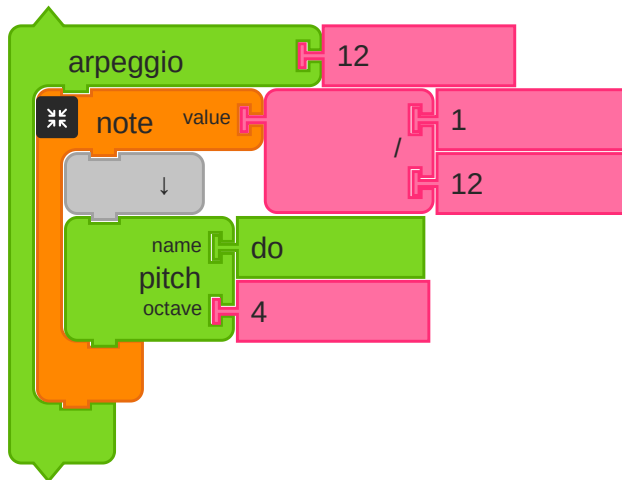 arpeggio 12
note value 1
/
12
↓
name do
pitch
octave 4